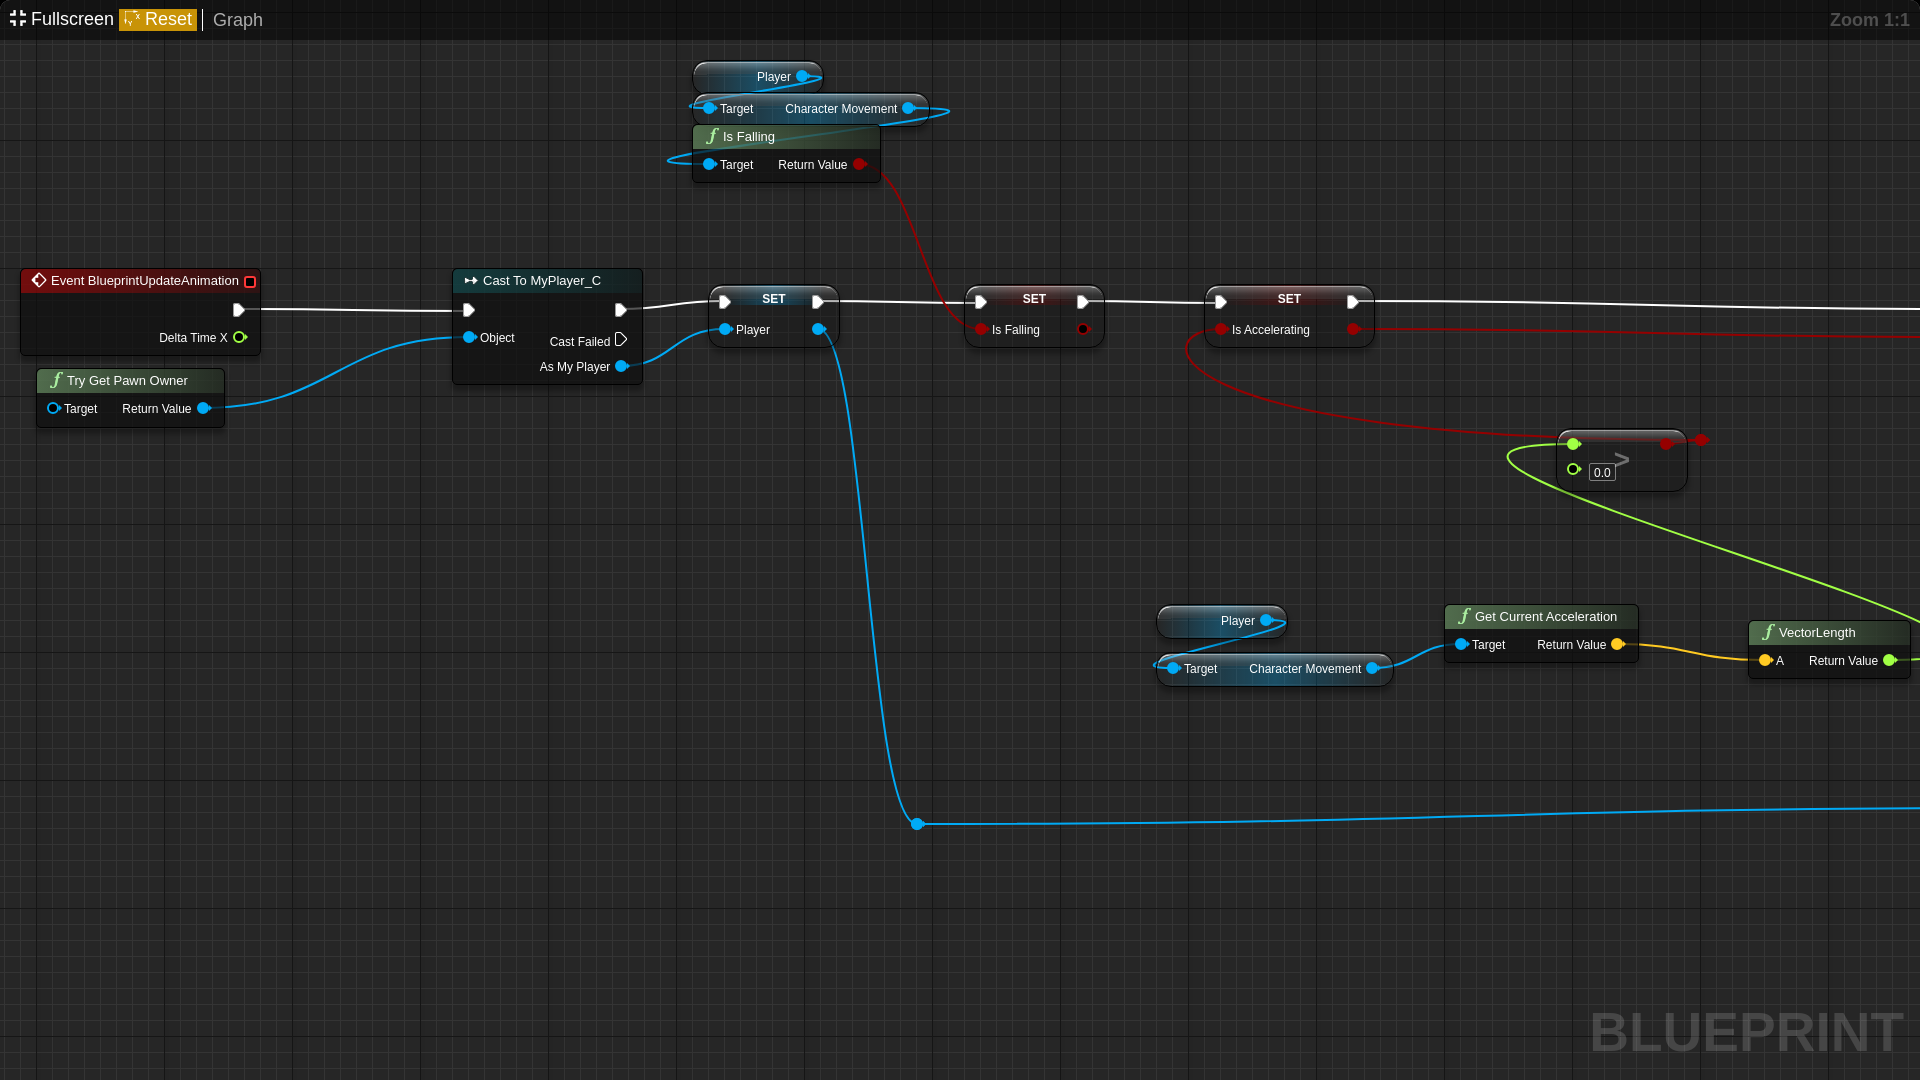 Fullscreen Reset Graph Zoom 1:1
Player
Target Character Movement
Is Falling
Target Return Value
Event BlueprintUpdateAnimation
Delta Time X
Try Get Pawn Owner
Target Return Value
Cast To MyPlayer_C
Object
Cast Failed
As My Player
SET
Player
SET
Is Falling
SET
Is Accelerating
>
0.0
Player
Target Character Movement
Get Current Acceleration
Target Return Value
VectorLength
A Return Value
BLUEPRINT